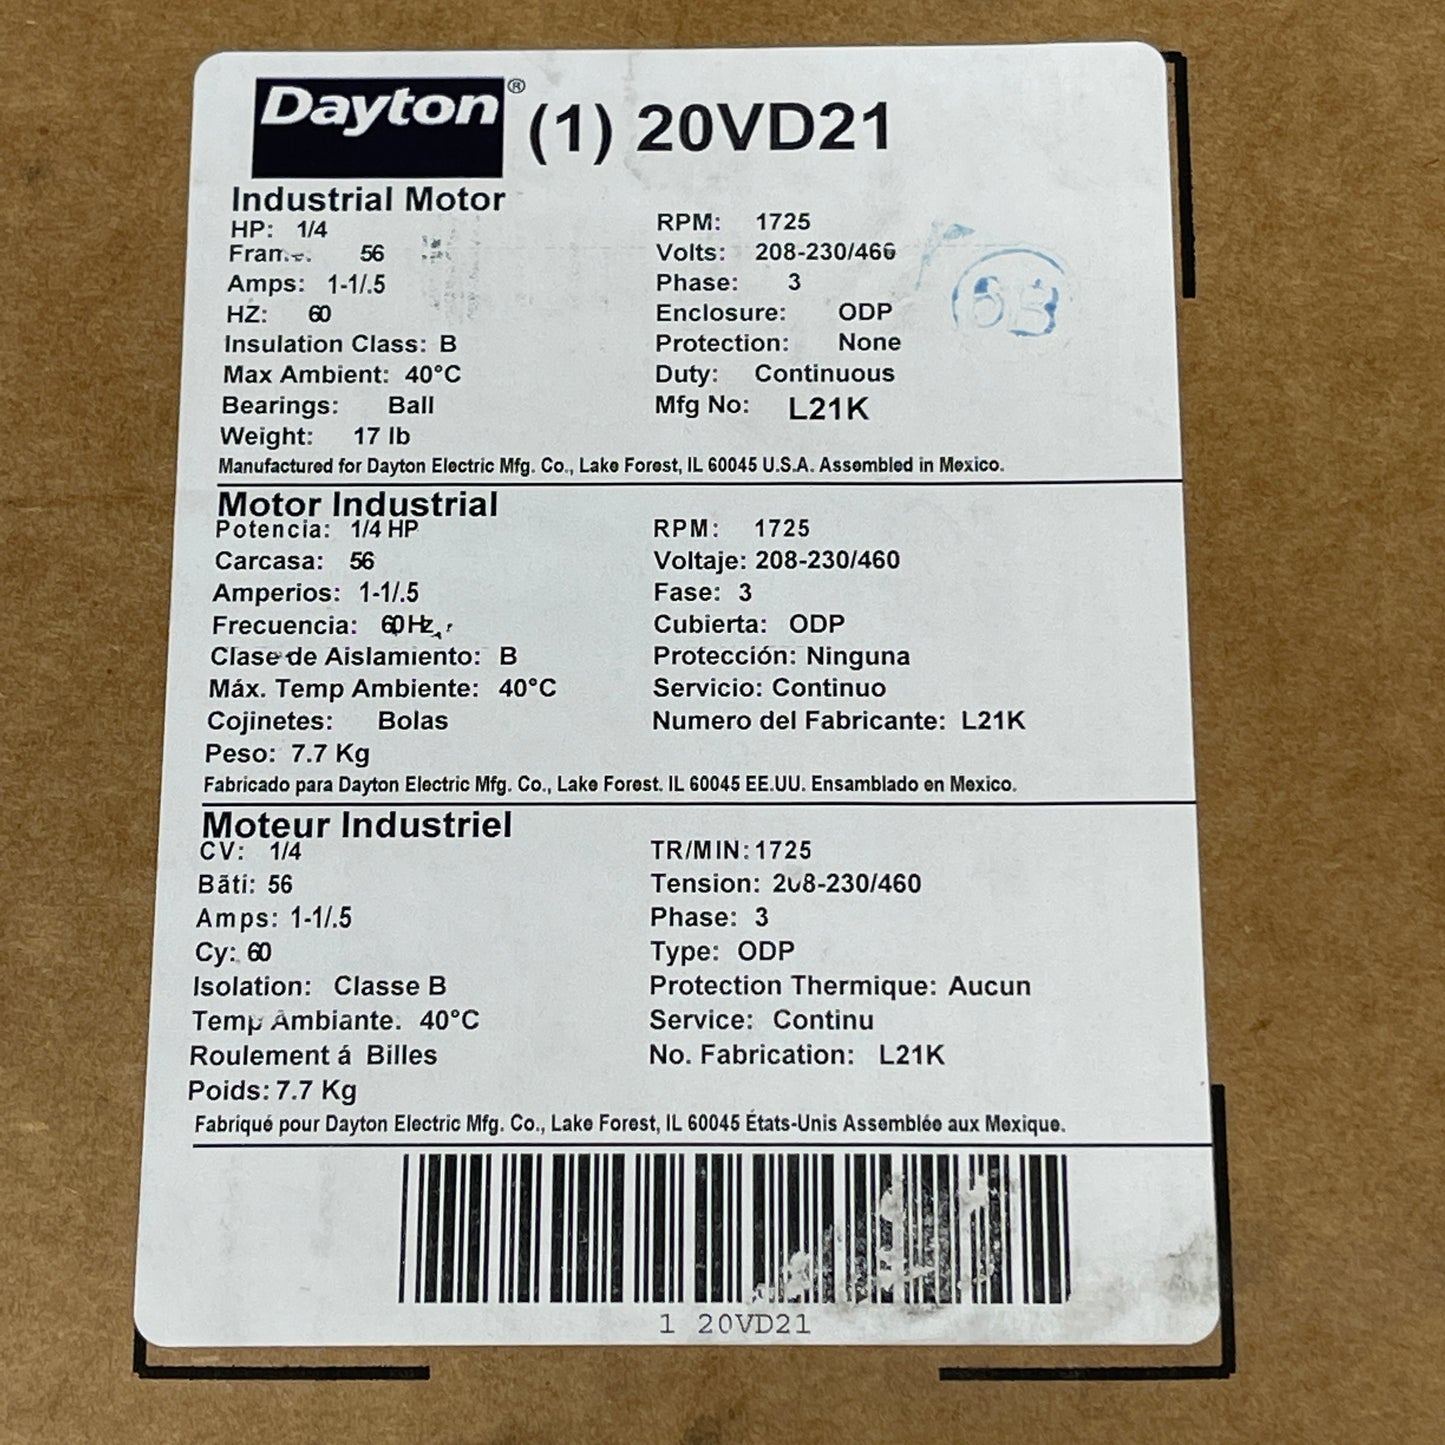 Dayton® (1) 20VD21
Industrial Motor
HP: 1/4 RPM: 1725
Frame: 56 Volts: 208-230/460
Amps: 1-1/.5 Phase: 3
HZ: 60 Enclosure: ODP
Insulation Class: B Protection: None
Max Ambient: 40°C Duty: Continuous
Bearings: Ball Mfg No: L21K
Weight: 17 lb
Manufactured for Dayton Electric Mfg. Co., Lake Forest, IL 60045 U.S.A. Assembled in Mexico.
Motor Industrial
Potencia: 1/4 HP RPM: 1725
Carcasa: 56 Voltaje: 208-230/460
Amperios: 1-1/.5 Fase: 3
Frecuencia: 60 Hz Cubierta: ODP
Clase de Aislamiento: B Protección: Ninguna
Máx. Temp Ambiente: 40°C Servicio: Continuo
Cojinetes: Bolas Numero del Fabricante: L21K
Peso: 7.7 Kg
Fabricado para Dayton Electric Mfg. Co., Lake Forest. IL 60045 EE.UU. Ensamblado en Mexico.
Moteur Industriel
CV: 1/4 TR/MIN: 1725
Bãti: 56 Tension: 208-230/460
Amps: 1-1/.5 Phase: 3
Cy: 60 Type: ODP
Isolation: Classe B Protection Thermique: Aucun
Temp Ambiante. 40°C Service: Continu
Roulement á Billes No. Fabrication: L21K
Poids: 7.7 Kg
Fabriqué pour Dayton Electric Mfg. Co., Lake Forest, IL 60045 États-Unis Assemblée aux Mexique.
1 20VD21